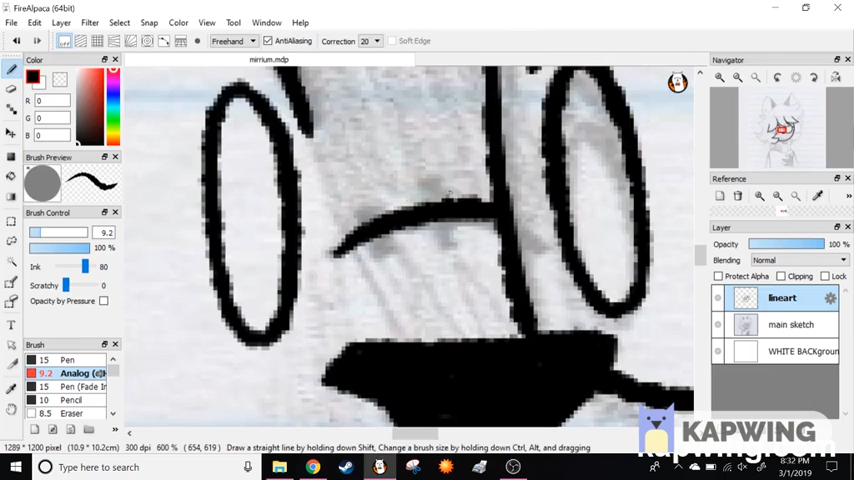 FireAlpaca (64bit)
File Edit Layer Filter Select Snap Color View Tool Window Help
off Freehand AntiAliasing Correction 20 Soft Edge
mirrium.mdp
Color
R 0
G 0
B 0
Brush Preview
Brush Control
9.2
100 %
Ink 80
Scratchy 0
Opacity by Pressure
Brush
15 Pen
9.2 Analog
15 Pen (Fade In
10 Pencil
8.5 Eraser
Navigator
Reference
Layer
Opacity 100 %
Blending Normal
Protect Alpha Clipping Lock
lineart
main sketch
WHITE BACKgroun
1289 * 1200 pixel (10.9 * 10.2cm) 300 dpi 600 % ( 654, 619 ) Draw a straight line by holding down Shift, Change a brush size by holding down Ctrl, Alt, and dragging
KAPWING
kapwing.com
Type here to search
8:32 PM
3/1/2019